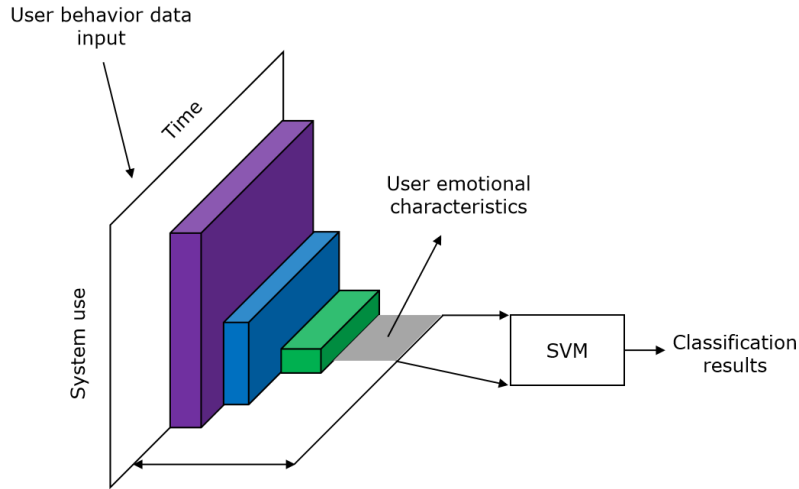 User behavior data
input
Time
System use
User emotional
characteristics
SVM
Classification
results